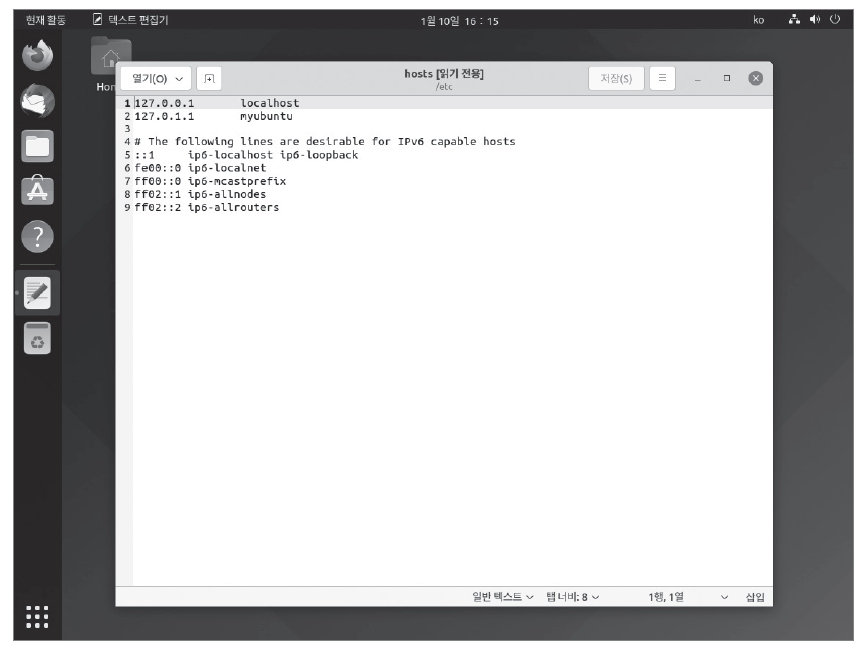 현재 활동 텍스트 편집기 1월 10일 16 : 15 ko
열기(O) hosts [읽기 전용] 저장(S)
/etc
Hon
1 127.0.0.1 localhost
2 127.0.1.1 myubuntu
3
4 # The following lines are desirable for IPv6 capable hosts
5 ::1 ip6-localhost ip6-loopback
6 fe00::0 ip6-localnet
7 ff00::0 ip6-mcastprefix
8 ff02::1 ip6-allnodes
9 ff02::2 ip6-allrouters
일반 텍스트 탭 너비: 8 1행, 1열 삽입